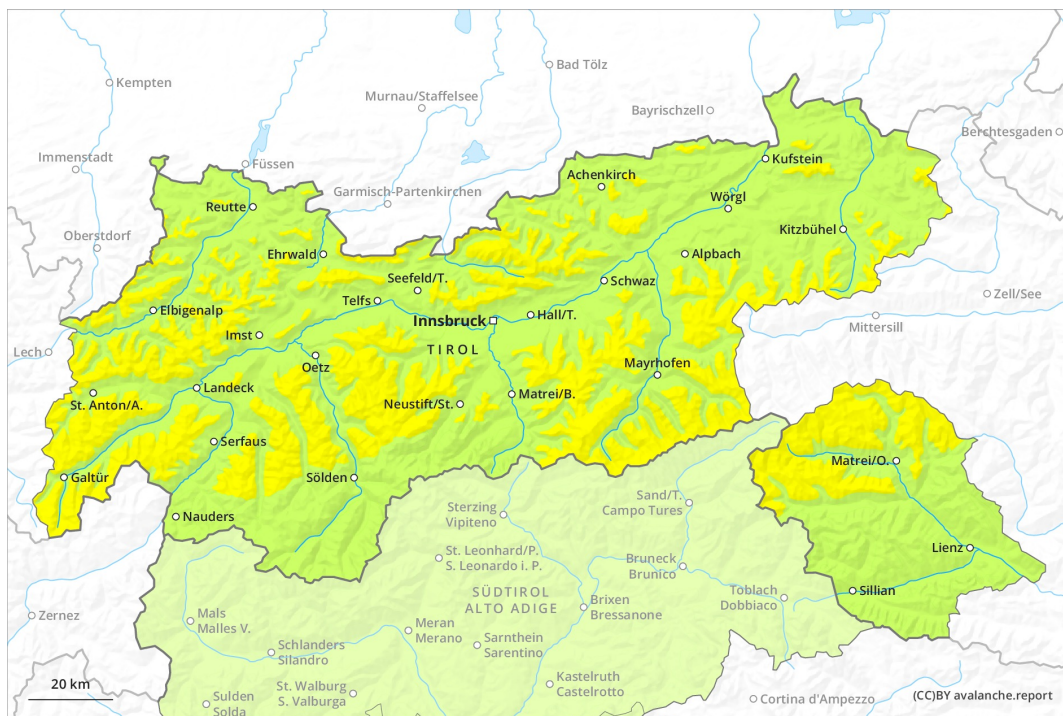 Kempten
Bad Tölz
Murnau/Staffelsee
Bayrischzell
Berchtesgaden
Immenstadt
Füssen
Kufstein
Garmisch-Partenkirchen
Achenkirch
Reutte
Wörgl
Oberstdorf
Kitzbühel
Ehrwald
Alpbach
Seefeld/T.
Schwaz
Zell/See
Telfs
Elbigenalp
Innsbruck
Hall/T.
Mittersill
Imst
TIROL
Lech
Oetz
Mayrhofen
Landeck
St. Anton/A.
Neustift/St.
Matrei/B.
Serfaus
Matrei/O.
Galtür
Sölden
Sand/T.
Campo Tures
Sterzing
Vipiteno
Nauders
Lienz
St. Leonhard/P.
S. Leonardo i. P.
Bruneck
Brunico
SÜDTIROL
ALTO ADIGE
Toblach
Dobbiaco
Sillian
Zernez
Mals
Malles V.
Brixen
Bressanone
Meran
Merano
Schlanders
Silandro
Sarnthein
Sarentino
20 km
St. Walburg
S. Valburga
Kastelruth
Castelrotto
Sulden
Solda
Cortina d'Ampezzo
(CC)BY avalanche.report